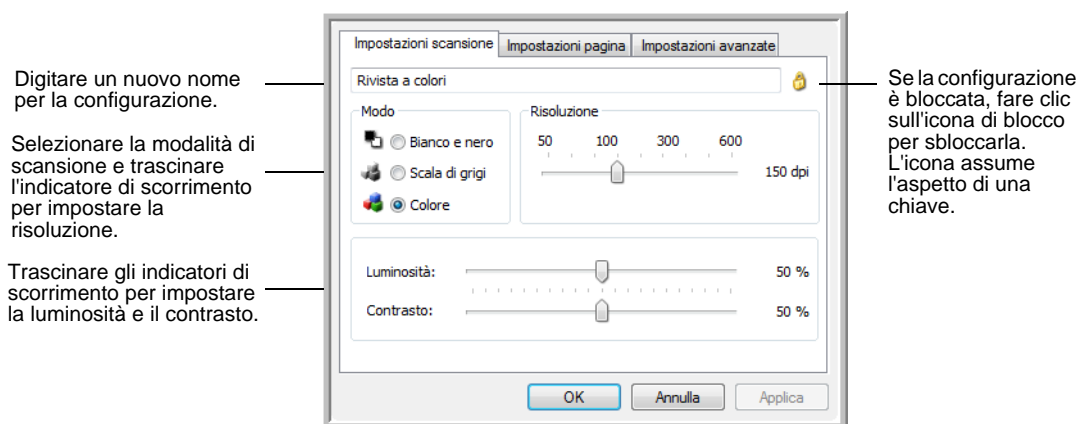 Impostazioni scansione Impostazioni pagina Impostazioni avanzate
Digitare un nuovo nome
per la configurazione.
Rivista a colori
Se la configurazione
è bloccata, fare clic
sull'icona di blocco
per sbloccarla.
L'icona assume
l'aspetto di una
chiave.
Selezionare la modalità di
scansione e trascinare
l'indicatore di scorrimento
per impostare la
risoluzione.
Modo
Bianco e nero
Scala di grigi
Colore
Risoluzione
50 100 300 600
150 dpi
Trascinare gli indicatori di
scorrimento per impostare
la luminosità e il contrasto.
Luminosità: 50 %
Contrasto: 50 %
OK Annulla Applica